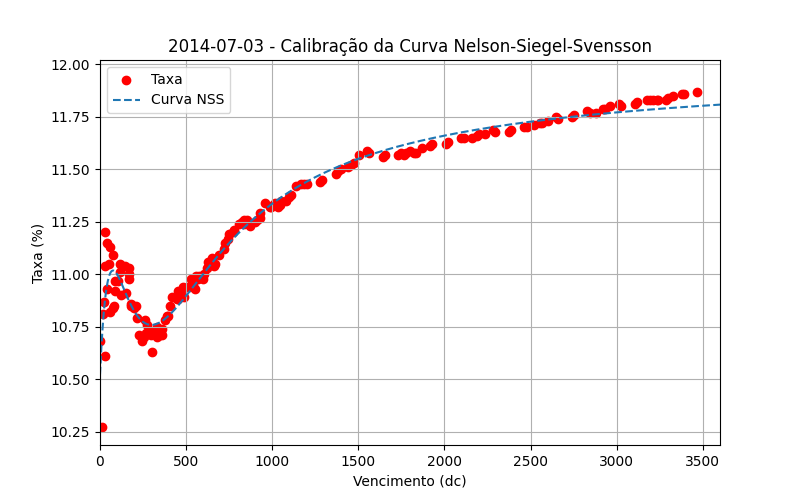 2014-07-03 - Calibração da Curva Nelson-Siegel-Svensson
Taxa
Curva NSS
Taxa (%)
12.00
11.75
11.50
11.25
11.00
10.75
10.50
10.25
0 500 1000 1500 2000 2500 3000 3500
Vencimento (dc)